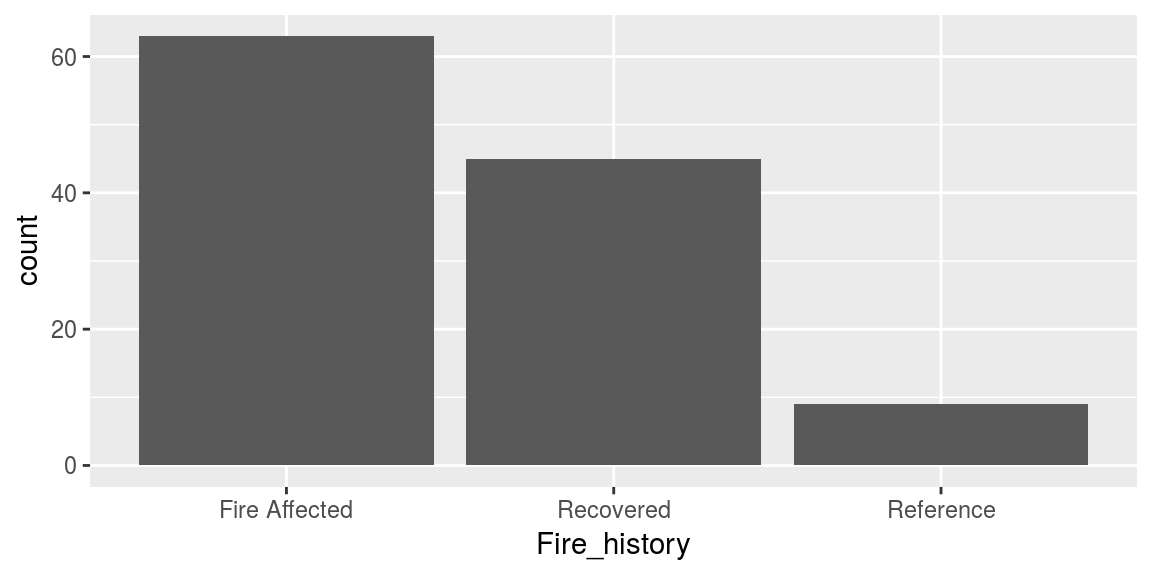 60
40
20
0
count
Fire Affected
Recovered
Reference
Fire_history